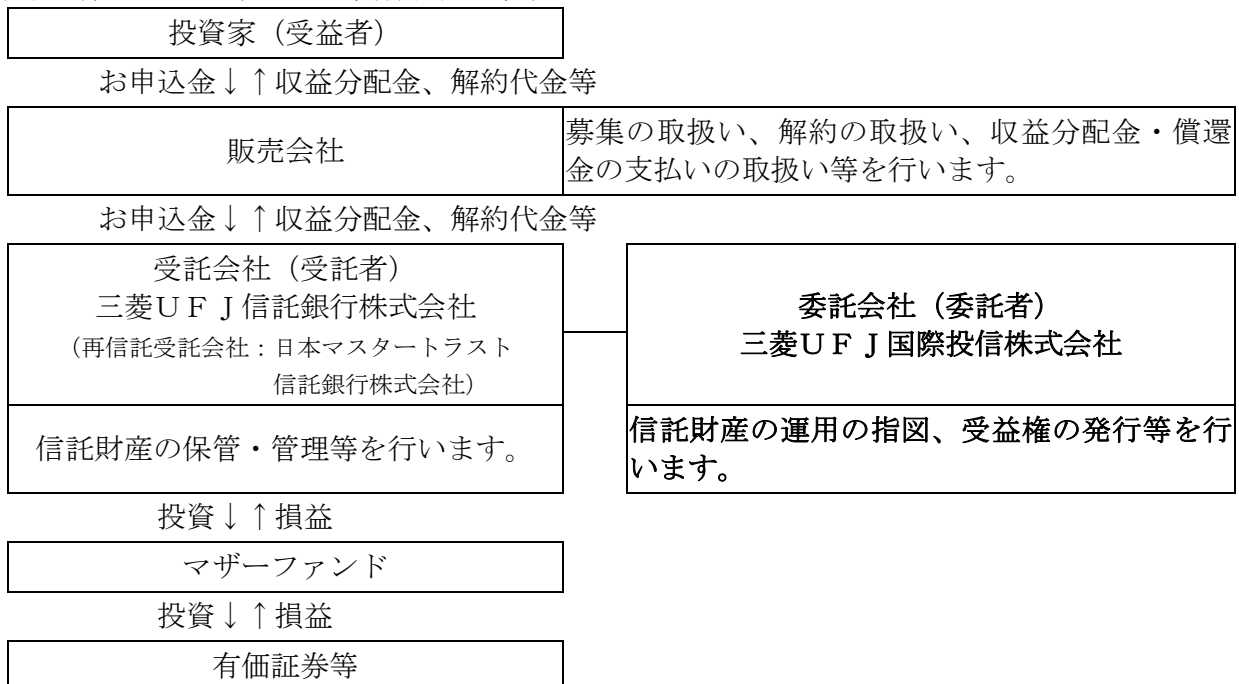 投資家（受益者）
お申込金↓↑収益分配金、解約代金等
販売会社
募集の取扱い、解約の取扱い、収益分配金・償還
金の支払いの取扱い等を行います。
お申込金↓↑収益分配金、解約代金等
受託会社（受託者）
三菱ＵＦＪ信託銀行株式会社
（再信託受託会社：日本マスタートラスト
信託銀行株式会社）
委託会社（委託者）
三菱ＵＦＪ国際投信株式会社
信託財産の保管・管理等を行います。
信託財産の運用の指図、受益権の発行等を行
います。
投資↓↑損益
マザーファンド
投資↓↑損益
有価証券等